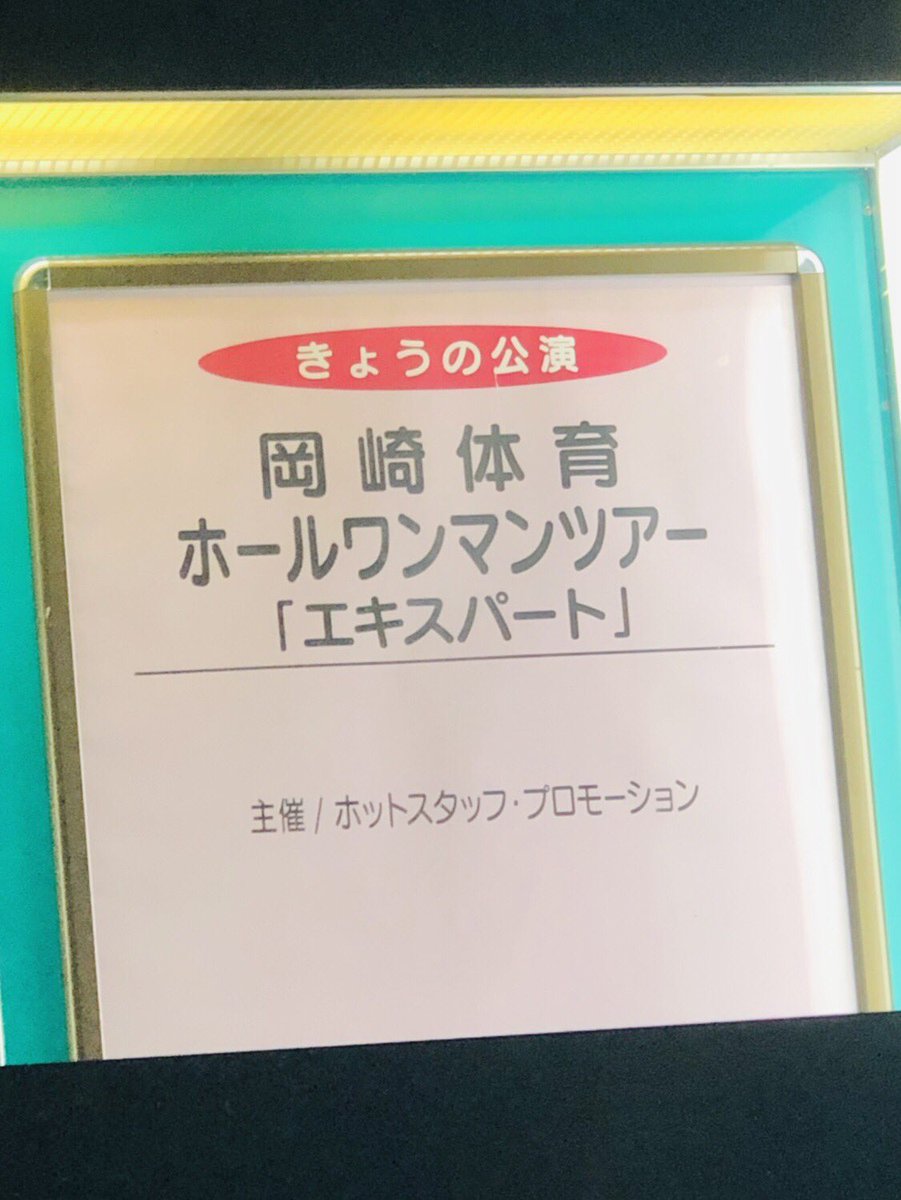 きょうの公演
岡崎体育
ホールワンマンツアー
「エキスパート」
主催/ホットスタッフ・プロモーション